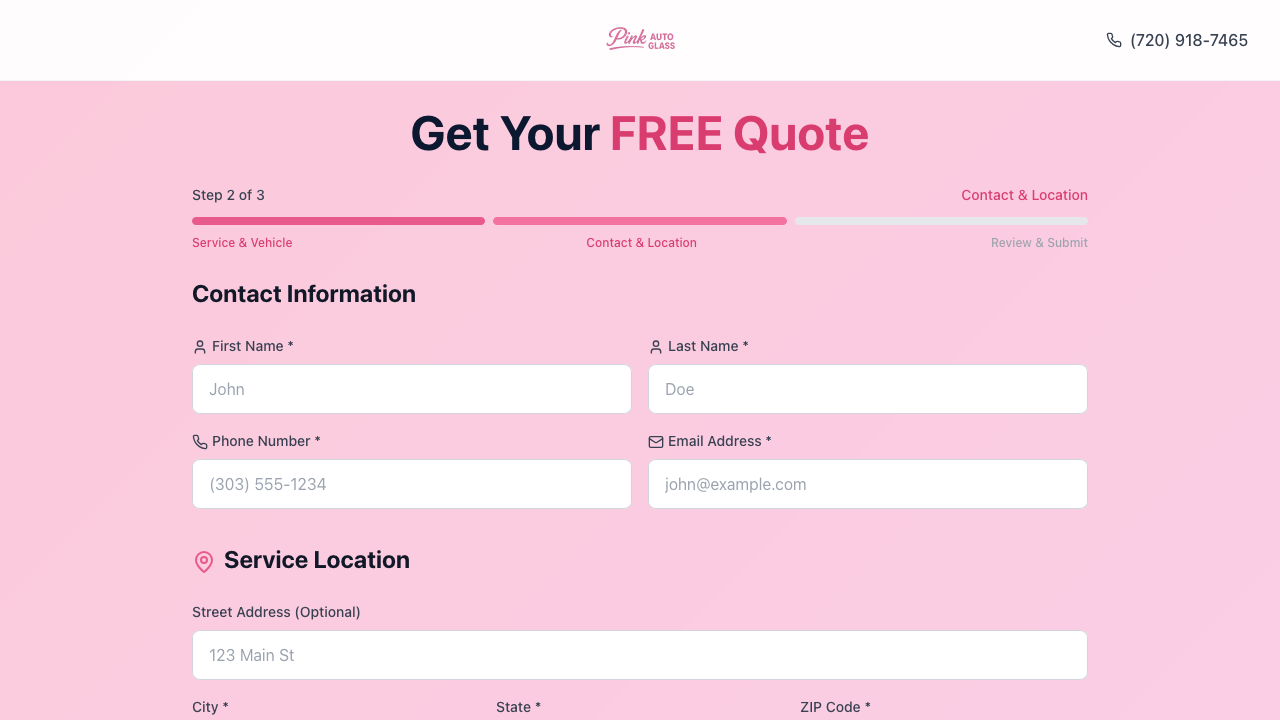 Pink AUTO GLASS
(720) 918-7465
Get Your FREE Quote
Step 2 of 3
Contact & Location
Service & Vehicle
Contact & Location
Review & Submit
Contact Information
First Name *
Last Name *
John
Doe
Phone Number *
Email Address *
(303) 555-1234
john@example.com
Service Location
Street Address (Optional)
123 Main St
City *
State *
ZIP Code *